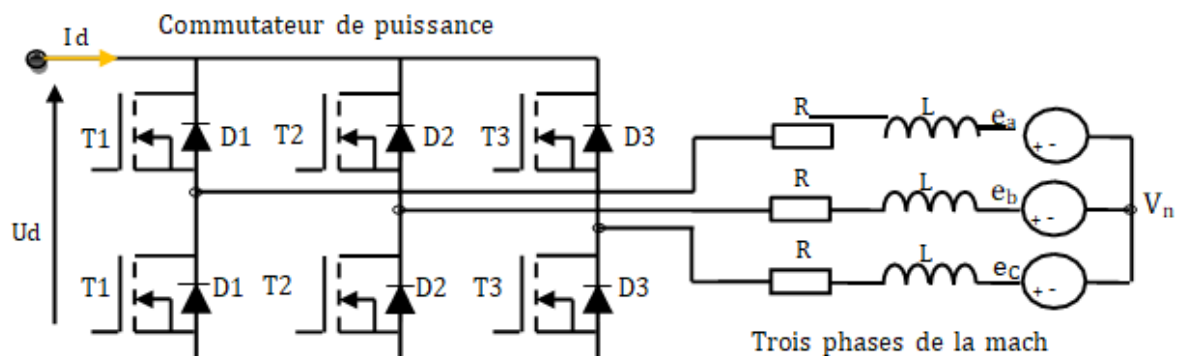 Commutateur de puissance
Id
T1 D1 T2 D2 T3 D3
R L ea
R L eb Vn
Ud
T1 D1 T2 D2 T3 D3
R L eC
+ -
+ -
+ -
Trois phases de la mach